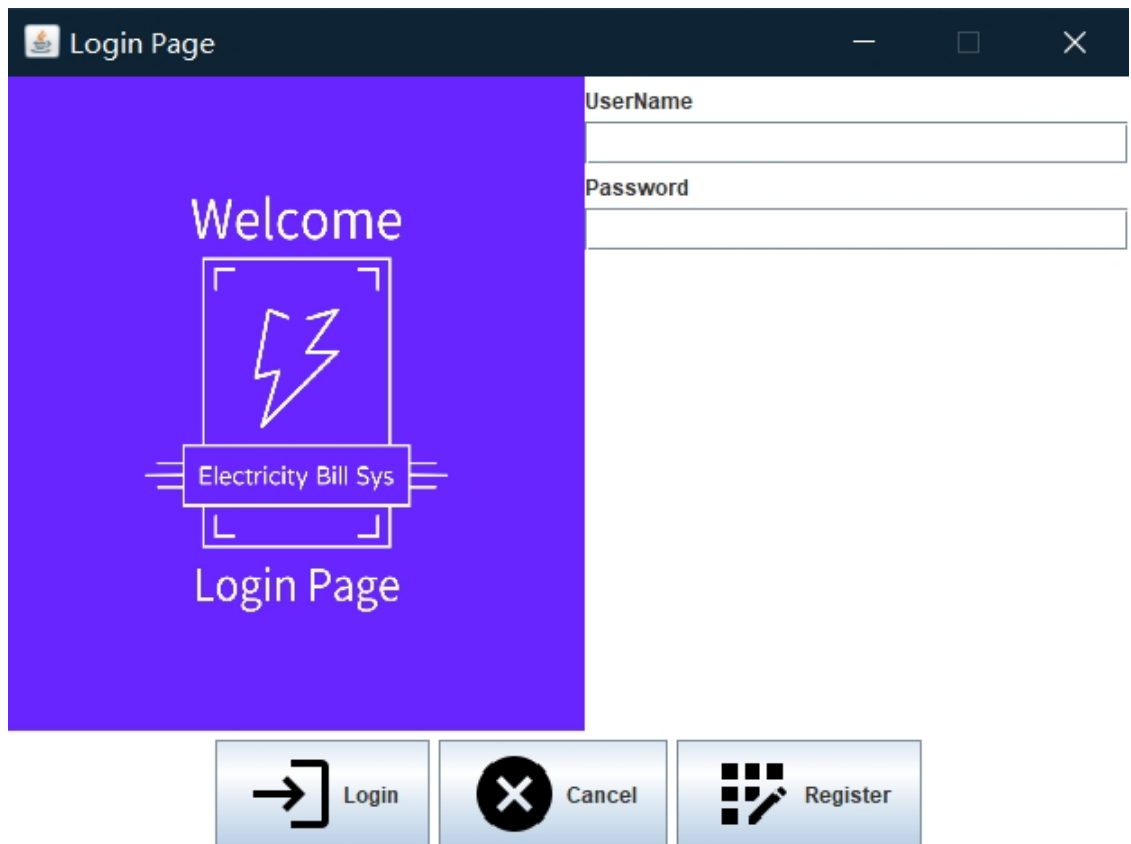 Login Page
Welcome
Electricity Bill Sys
Login Page
UserName
Password
Login
Cancel
Register